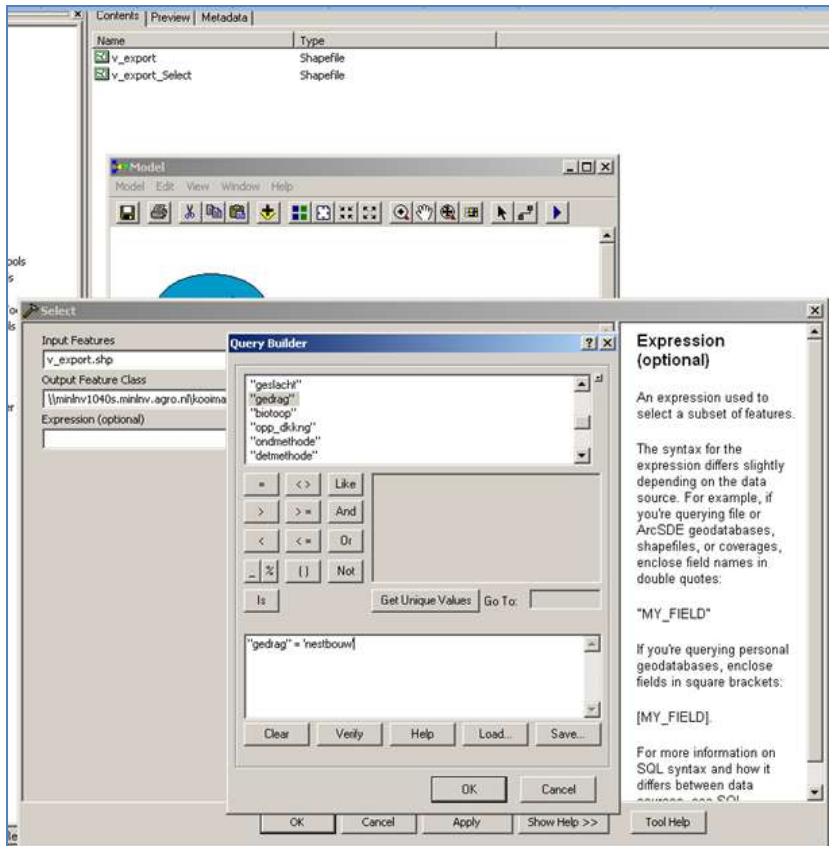 Contents Preview Metadata
Name Type
v_export Shapefile
v_export_Select Shapefile
Model
Model Edit View Window Help
ools
s
Select
Input Features
v_export.shp
Output Feature Class
\\minlnv1040s.minlnv.agro.nl\kooima
Expression (optional)
Query Builder
"geslacht"
"gedrag"
"biotoop"
"opp_dkkng"
"ondmethode"
"detmethode"
= <> Like
> >= And
< <= Or
_ % () Not
Is Get Unique Values Go To:
"gedrag" = 'nestbouw
Clear Verify Help Load... Save...
OK Cancel
OK Cancel Apply Show Help >> Tool Help
Expression
(optional)
An expression used to
select a subset of features.
The syntax for the
expression differs slightly
depending on the data
source. For example, if
you're querying file or
ArcSDE geodatabases,
shapefiles, or coverages,
enclose field names in
double quotes:
"MY_FIELD"
If you're querying personal
geodatabases, enclose
fields in square brackets:
[MY_FIELD].
For more information on
SQL syntax and how it
differs between data
sources, see SQL